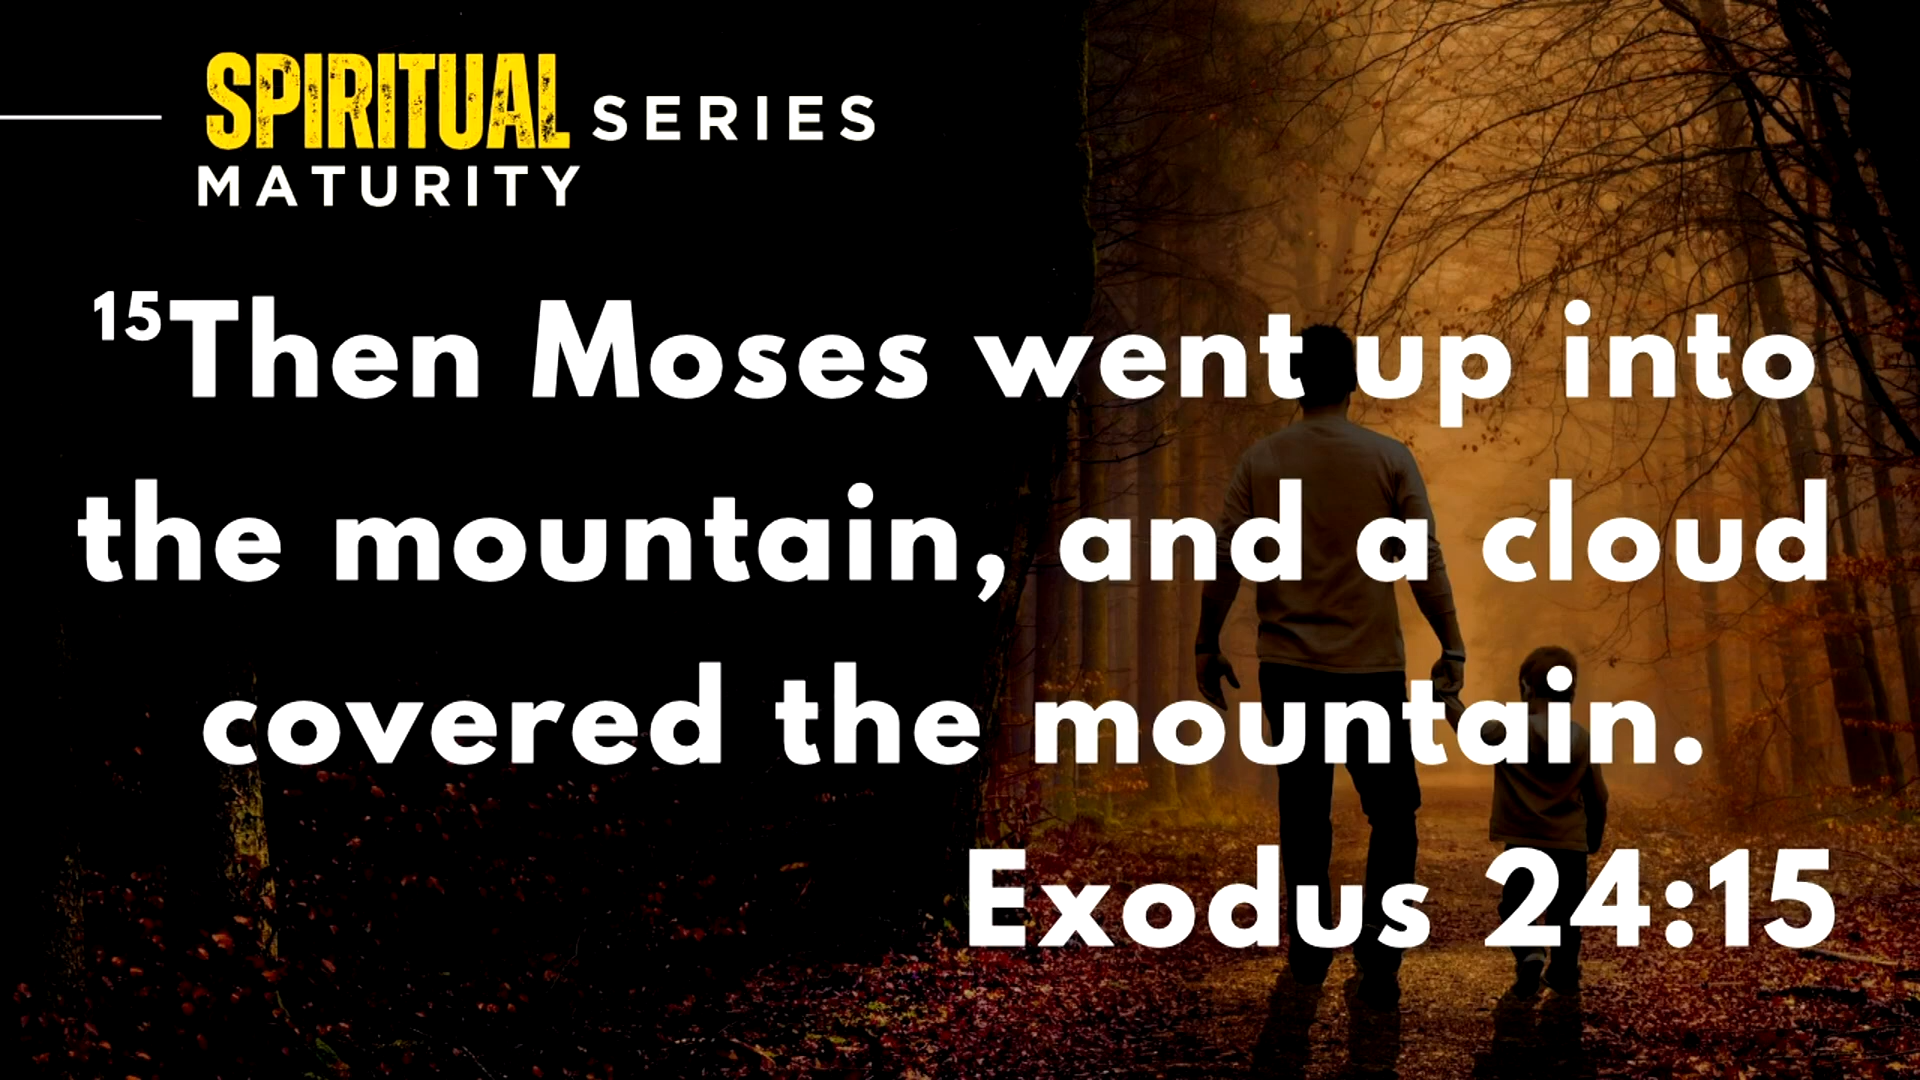 SPIRITUAL SERIES
MATURITY
¹⁵Then Moses went up into
the mountain, and a cloud
covered the mountain.
Exodus 24:15